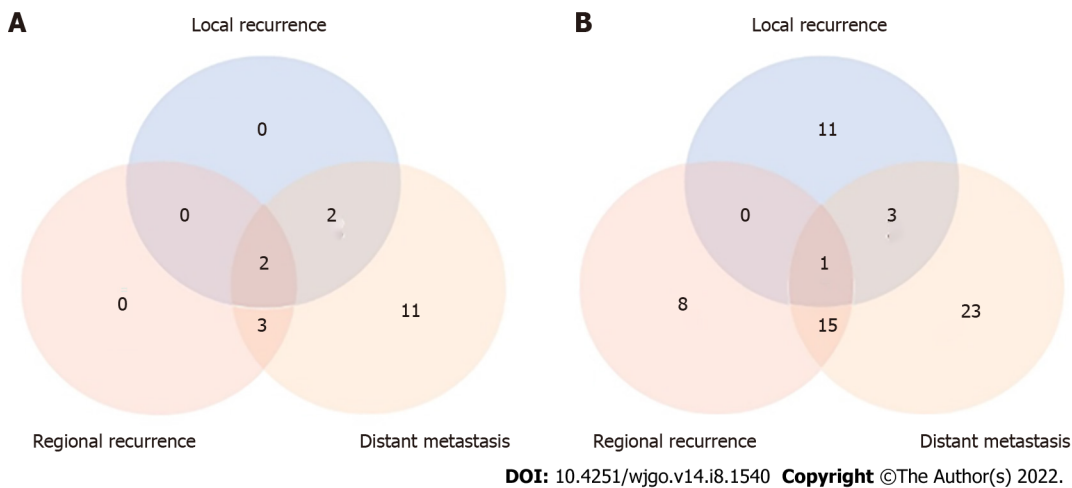 A
Local recurrence
0
0
2
2
0
11
3
Regional recurrence
Distant metastasis
B
Local recurrence
11
0
3
1
8
23
15
Regional recurrence
Distant metastasis
DOI: 10.4251/wjgo.v14.i8.1540 Copyright ©The Author(s) 2022.